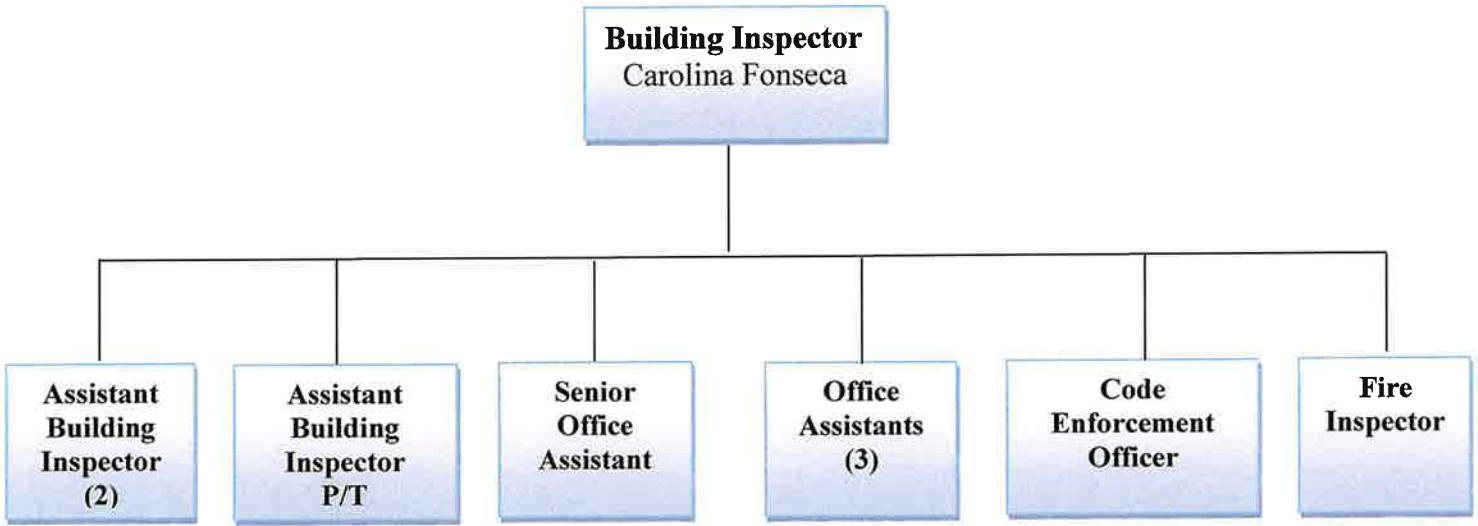 Building Inspector
Carolina Fonseca
Assistant
Building
Inspector
(2)
Assistant
Building
Inspector
P/T
Senior
Office
Assistant
Office
Assistants
(3)
Code
Enforcement
Officer
Fire
Inspector